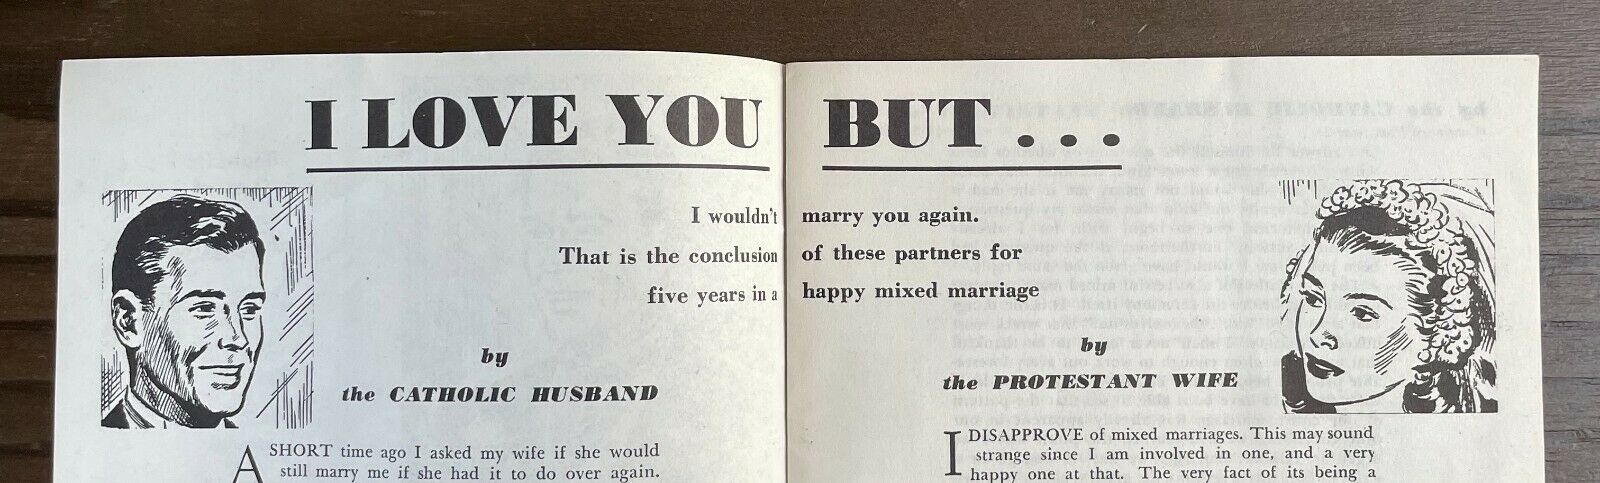 I LOVE YOU BUT...
I wouldn't marry you again.
That is the conclusion of these partners for
five years in a happy mixed marriage
by
the CATHOLIC HUSBAND
A SHORT time ago I asked my wife if she would
still marry me if she had it to do over again.
by
the PROTESTANT WIFE
I DISAPPROVE of mixed marriages. This may sound
strange since I am involved in one, and a very
happy one at that. The very fact of its being a